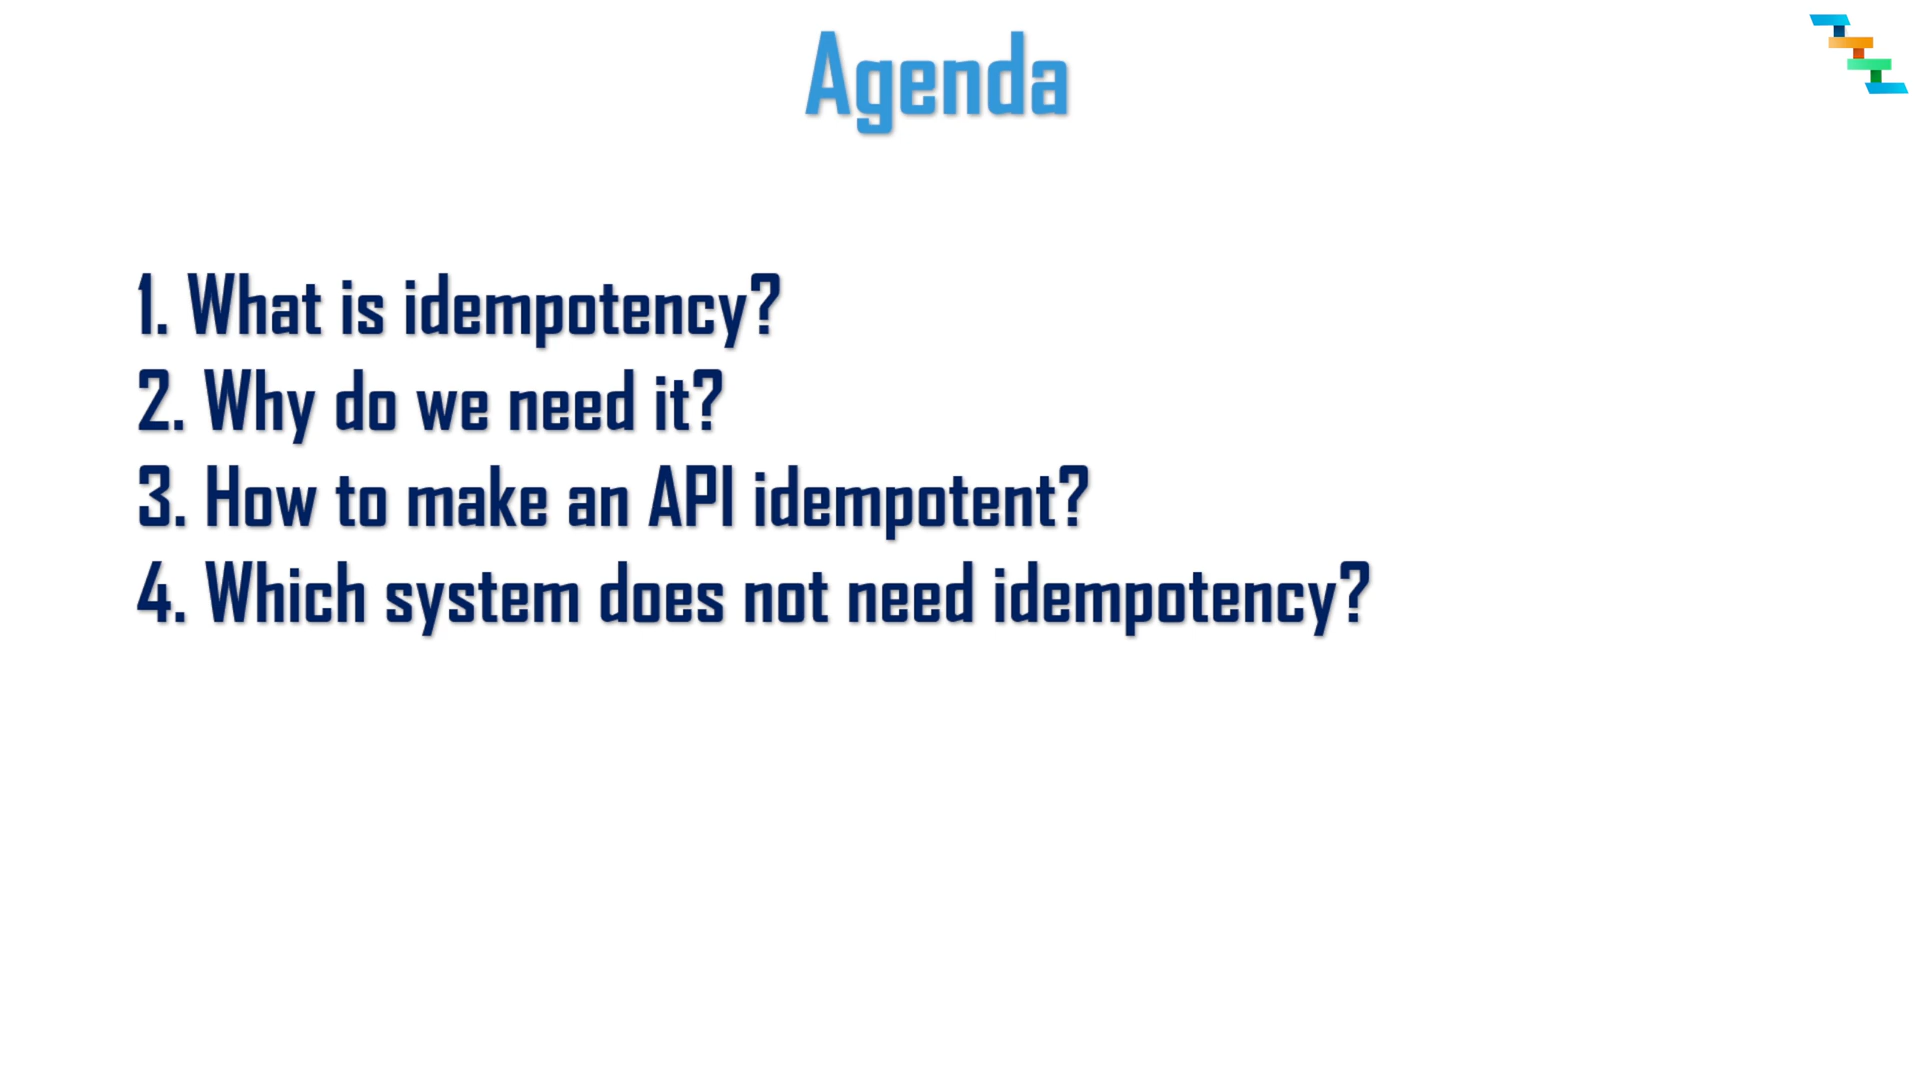 Agenda
1. What is idempotency?
2. Why do we need it?
3. How to make an API idempotent?
4. Which system does not need idempotency?